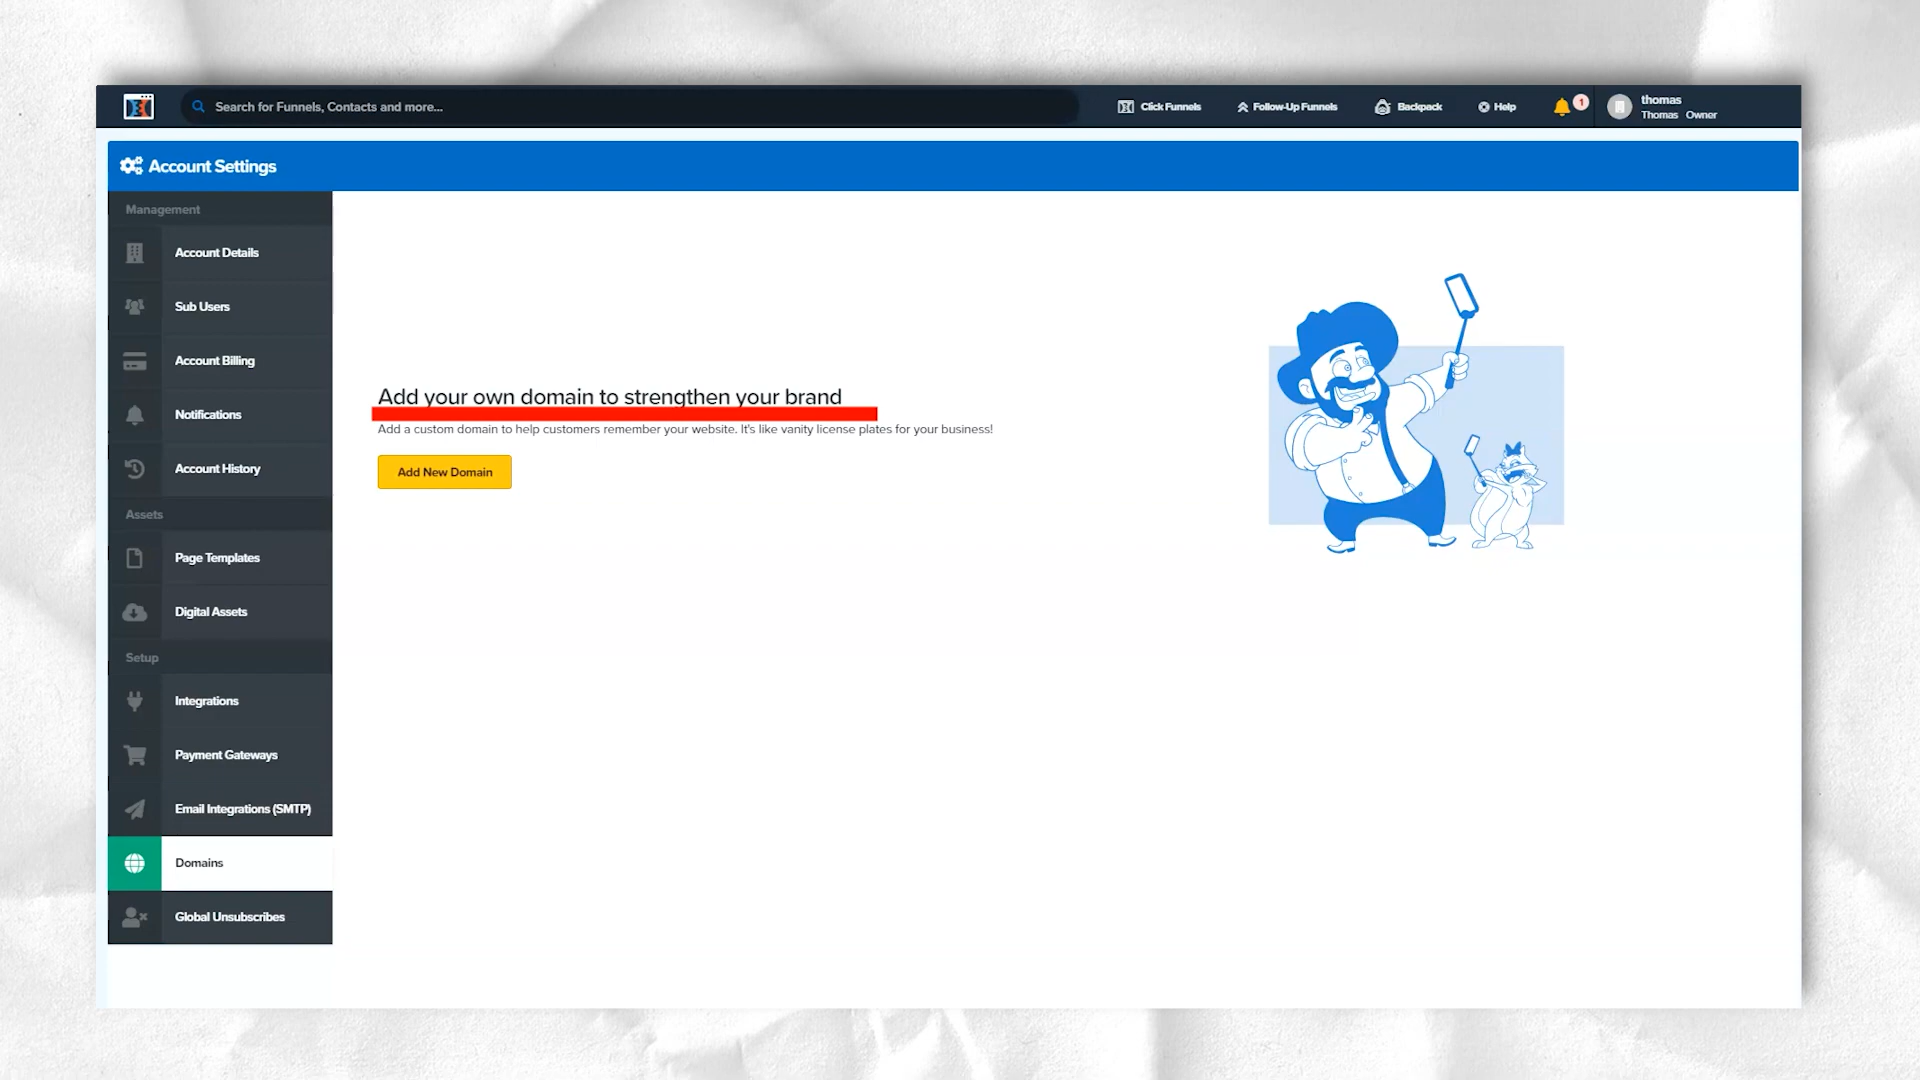 Search for Funnels, Contacts and more...
Click Funnels
Follow-Up Funnels
Backpack
Help
1
thomas
Thomas Owner
Account Settings
Management
Account Details
Sub Users
Account Billing
Notifications
Account History
Assets
Page Templates
Digital Assets
Setup
Integrations
Payment Gateways
Email Integrations (SMTP)
Domains
Global Unsubscribes
Add your own domain to strengthen your brand
Add a custom domain to help customers remember your website. It's like vanity license plates for your business!
Add New Domain